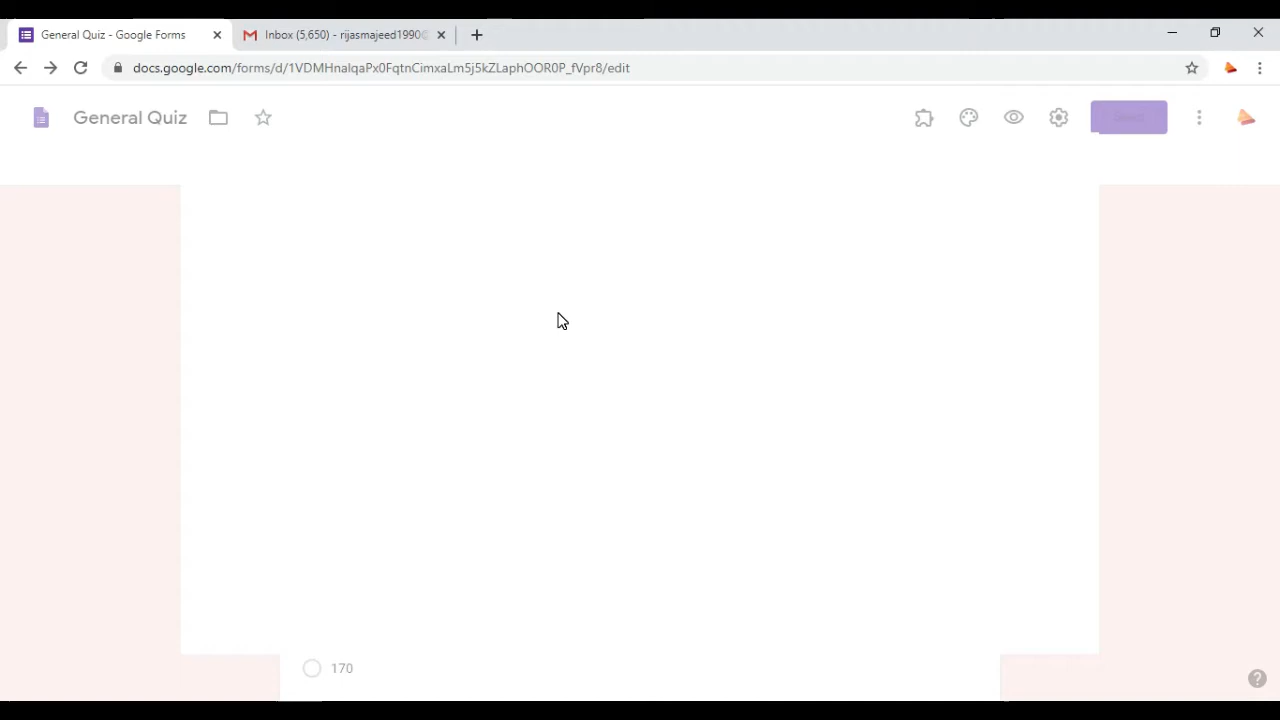 General Quiz - Google Forms
Inbox (5,650) - rijasmajeed1990@
docs.google.com/forms/d/1VDMHnalqaPx0FqtnCimxaLm5j5kZLaphOOR0P_fVpr8/edit
General Quiz
170